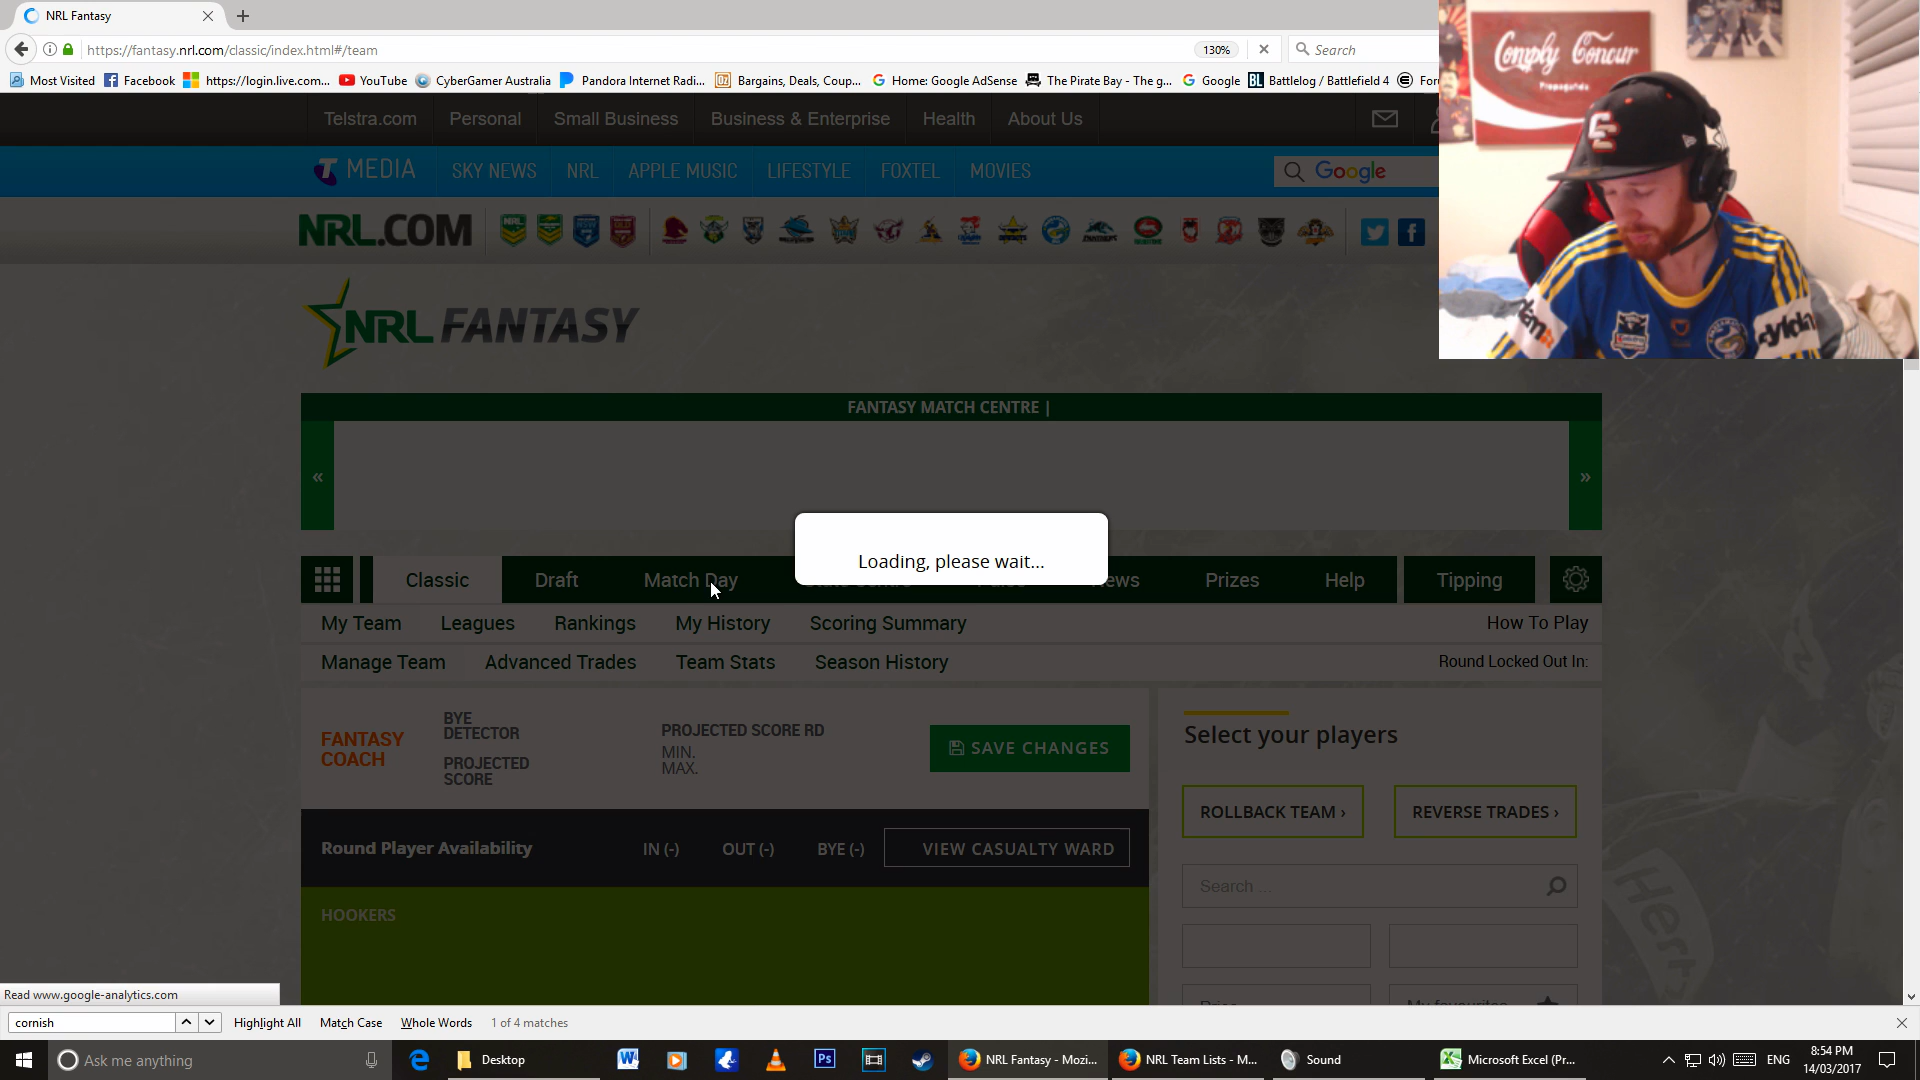 NRL Fantasy
https://fantasy.nrl.com/classic/index.html#/team
130%
Search
Most Visited
Facebook
https://login.live.com...
YouTube
CyberGamer Australia
Pandora Internet Radi...
Bargains, Deals, Coup...
Home: Google AdSense
The Pirate Bay - The g...
Google
Battlelog / Battlefield 4
Telstra.com
Personal
Small Business
Business & Enterprise
Health
About Us
T MEDIA
SKY NEWS
NRL
APPLE MUSIC
LIFESTYLE
FOXTEL
MOVIES
Google
Comply Concur
Propaganda
NRL.COM
NRL FANTASY
FANTASY MATCH CENTRE |
«
»
Loading, please wait...
Classic
Draft
Match Day
News
Prizes
Help
Tipping
My Team
Leagues
Rankings
My History
Scoring Summary
How To Play
Manage Team
Advanced Trades
Team Stats
Season History
Round Locked Out In:
FANTASY
COACH
BYE
DETECTOR
PROJECTED
SCORE
PROJECTED SCORE RD
MIN.
MAX.
SAVE CHANGES
Select your players
ROLLBACK TEAM ›
REVERSE TRADES ›
Round Player Availability
IN (-)
OUT (-)
BYE (-)
VIEW CASUALTY WARD
Search ...
HOOKERS
Price
My favourites
Read www.google-analytics.com
cornish
Highlight All
Match Case
Whole Words
1 of 4 matches
Ask me anything
Desktop
NRL Fantasy - Mozi...
NRL Team Lists - M...
Sound
Microsoft Excel (Pr...
ENG
8:54 PM
14/03/2017